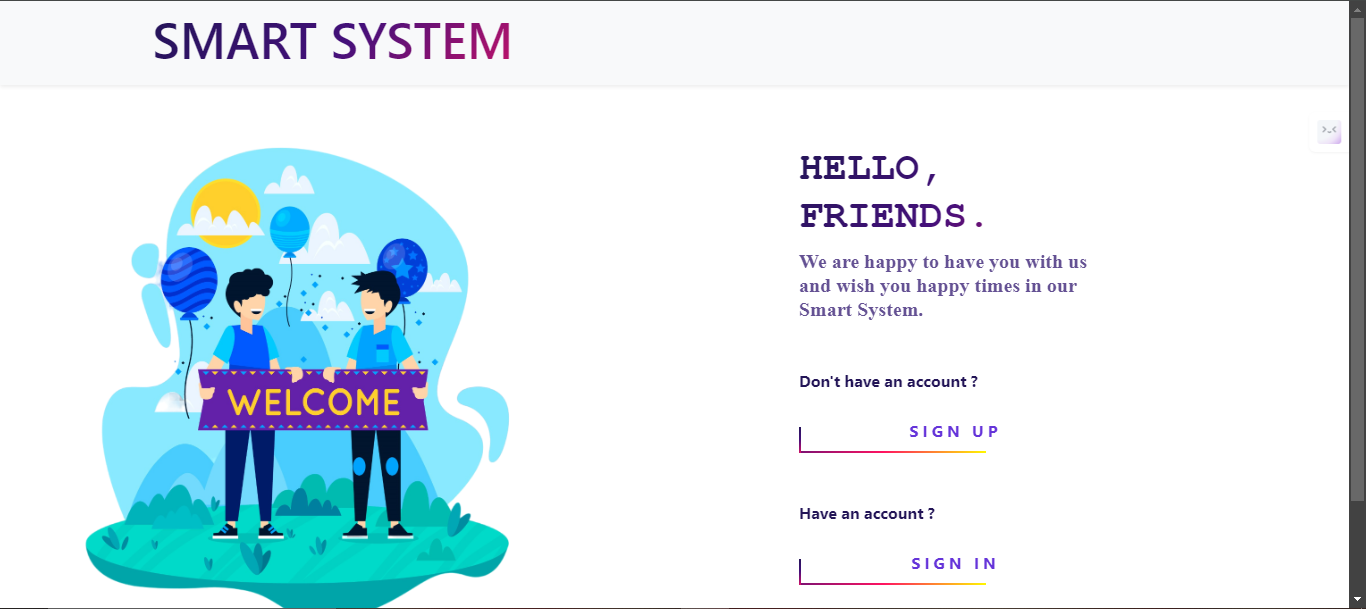 SMART SYSTEM
HELLO,
FRIENDS.
We are happy to have you with us
and wish you happy times in our
Smart System.
WELCOME
Don't have an account ?
SIGN UP
Have an account ?
SIGN IN